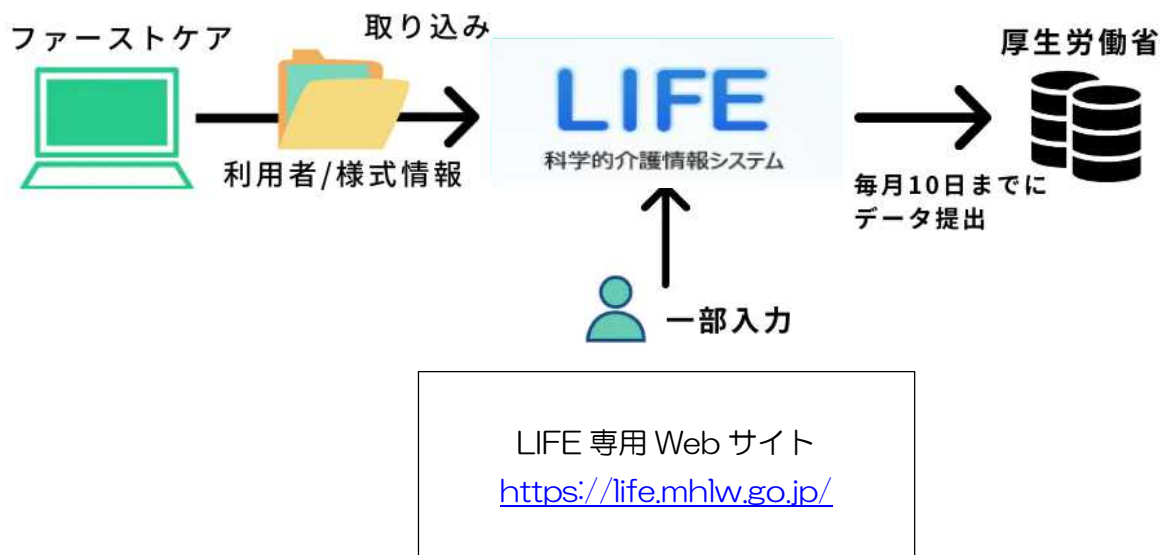 ファーストケア
取り込み
利用者/様式情報
LIFE
科学的介護情報システム
厚生労働省
毎月10日までに
データ提出
一部入力
LIFE 専用 Web サイト
https://life.mhlw.go.jp/